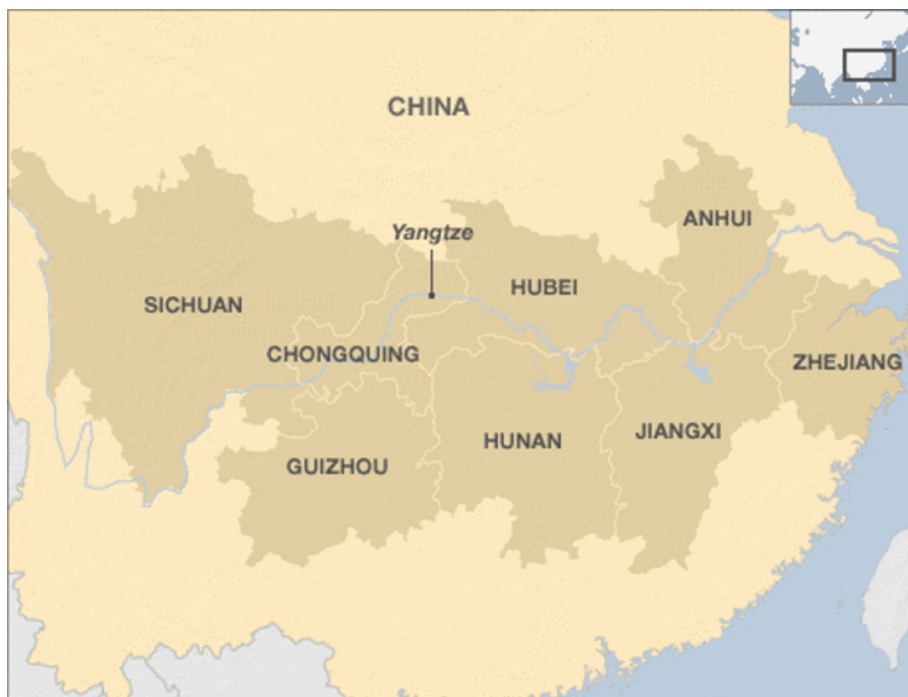 CHINA
ANHUI
Yangtze
HUBEI
SICHUAN
CHONGQUING
ZHEJIANG
JIANGXI
HUNAN
GUIZHOU